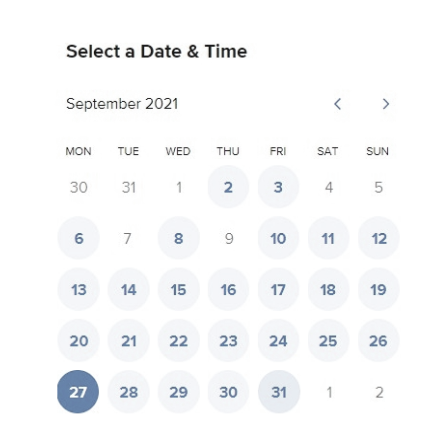 Select a Date & Time
September 2021
MON TUE WED THU FRI SAT SUN
30 31 1 2 3 4 5
6 7 8 9 10 11 12
13 14 15 16 17 18 19
20 21 22 23 24 25 26
27 28 29 30 31 1 2